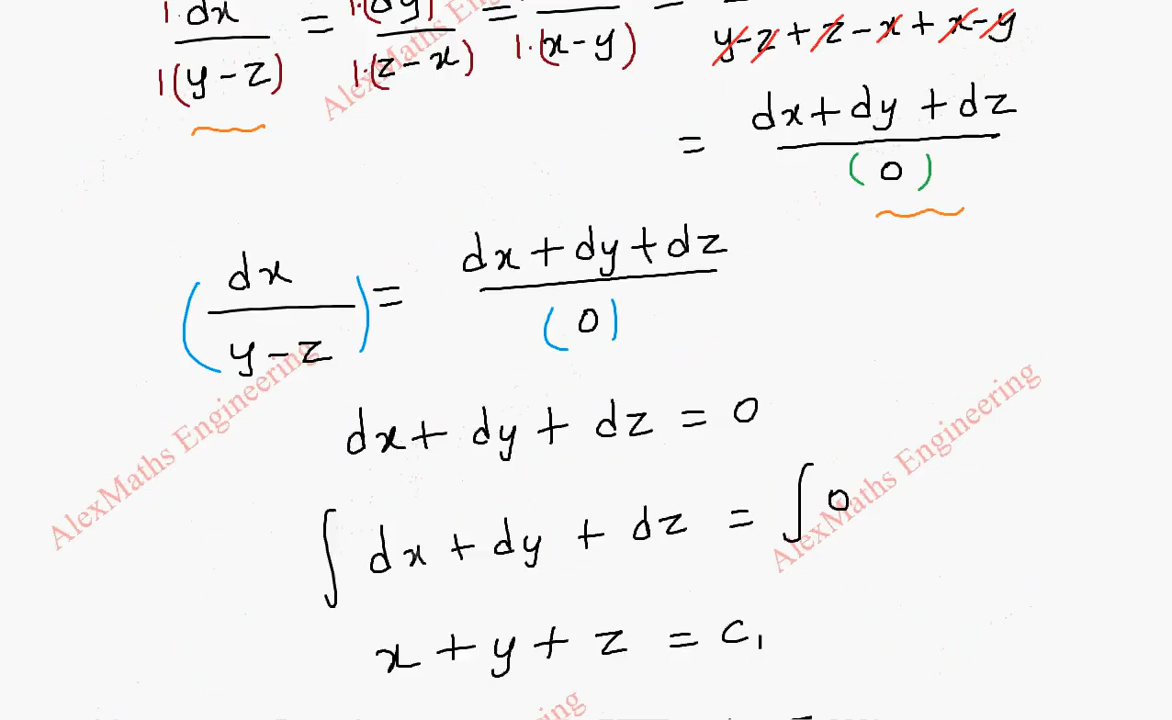 1·dx/1(y-z) = 1·(dy)/1·(z-x) = /1·(x-y) = /y-z+z-x+x-y
= dx+dy+dz/(0)
(dx/y-z) = dx+dy+dz/(0)
dx+dy+dz = 0
∫dx+dy+dz = ∫0
x+y+z = c₁
AlexMaths Engineering
AlexMaths Engineering
AlexMaths Engineering